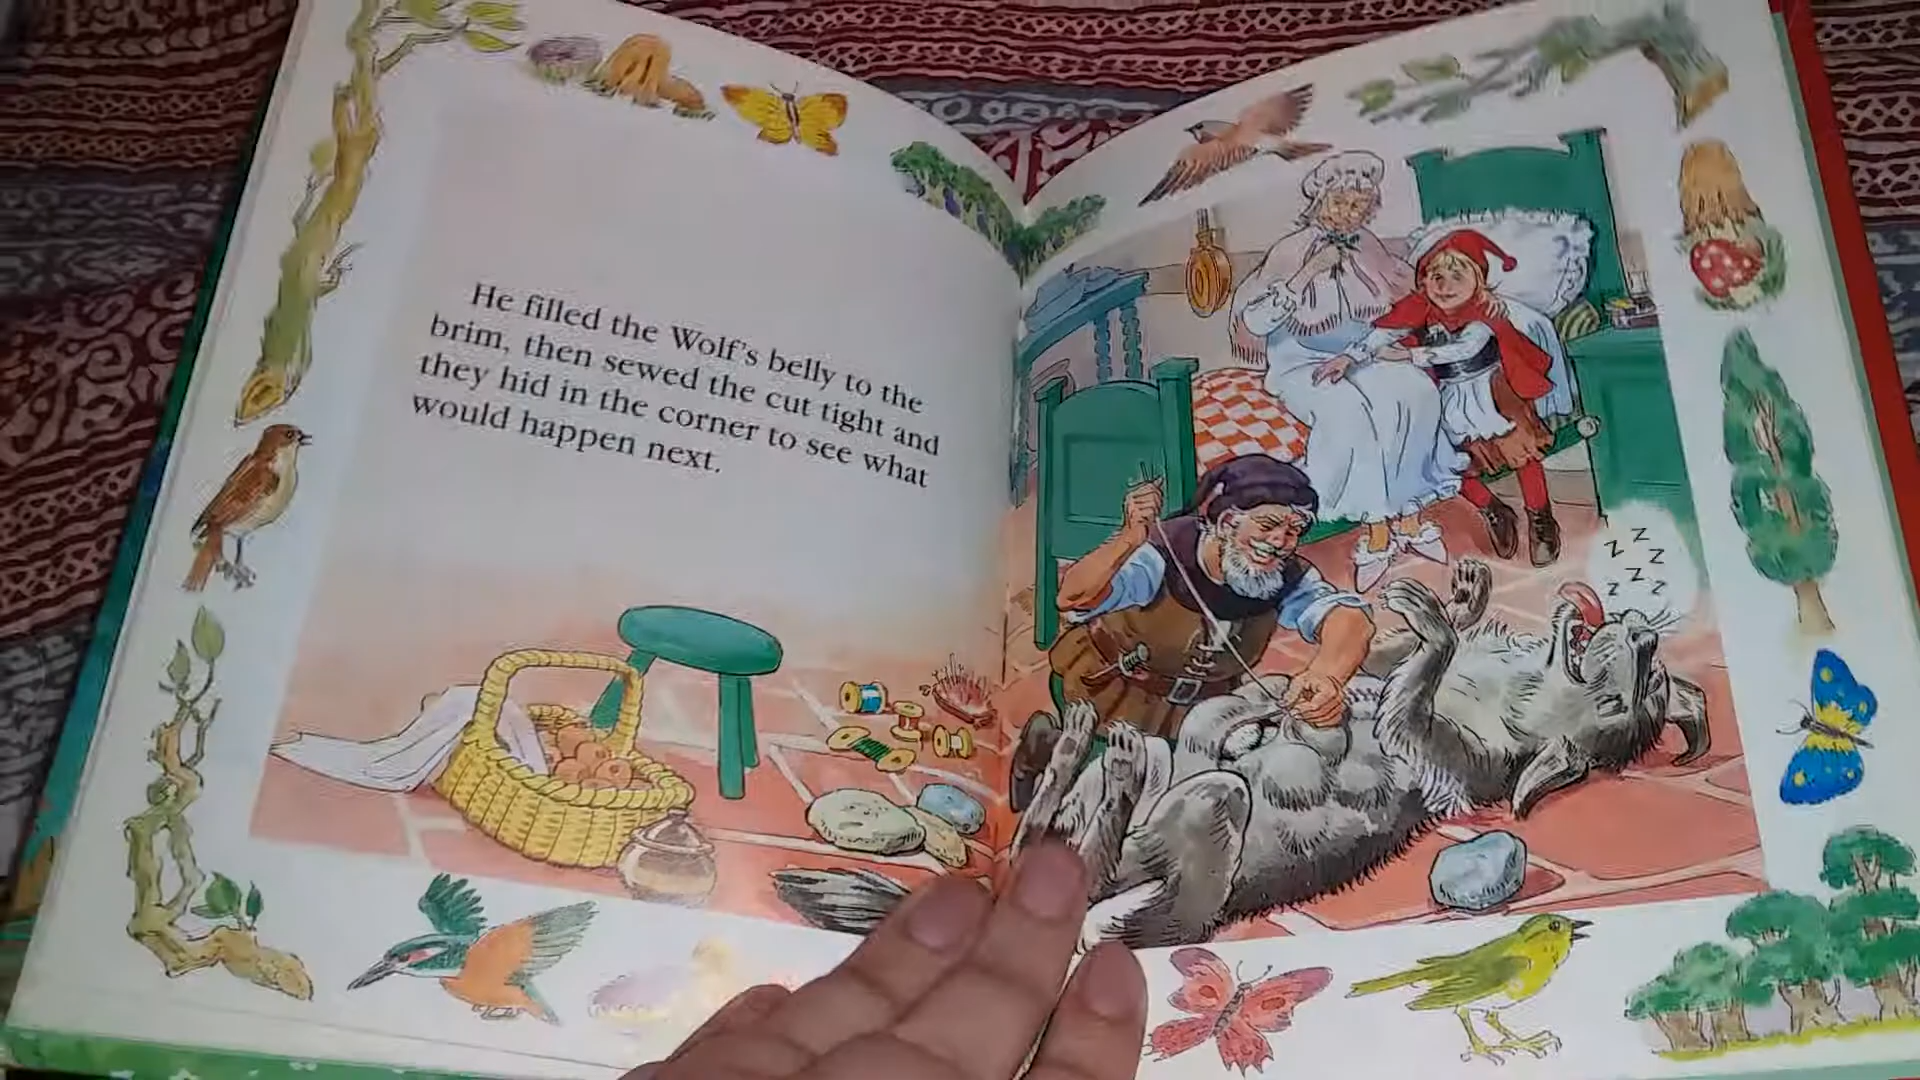 He filled the Wolf's belly to the
brim, then sewed the cut tight and
they hid in the corner to see what
would happen next.
z z z z z z